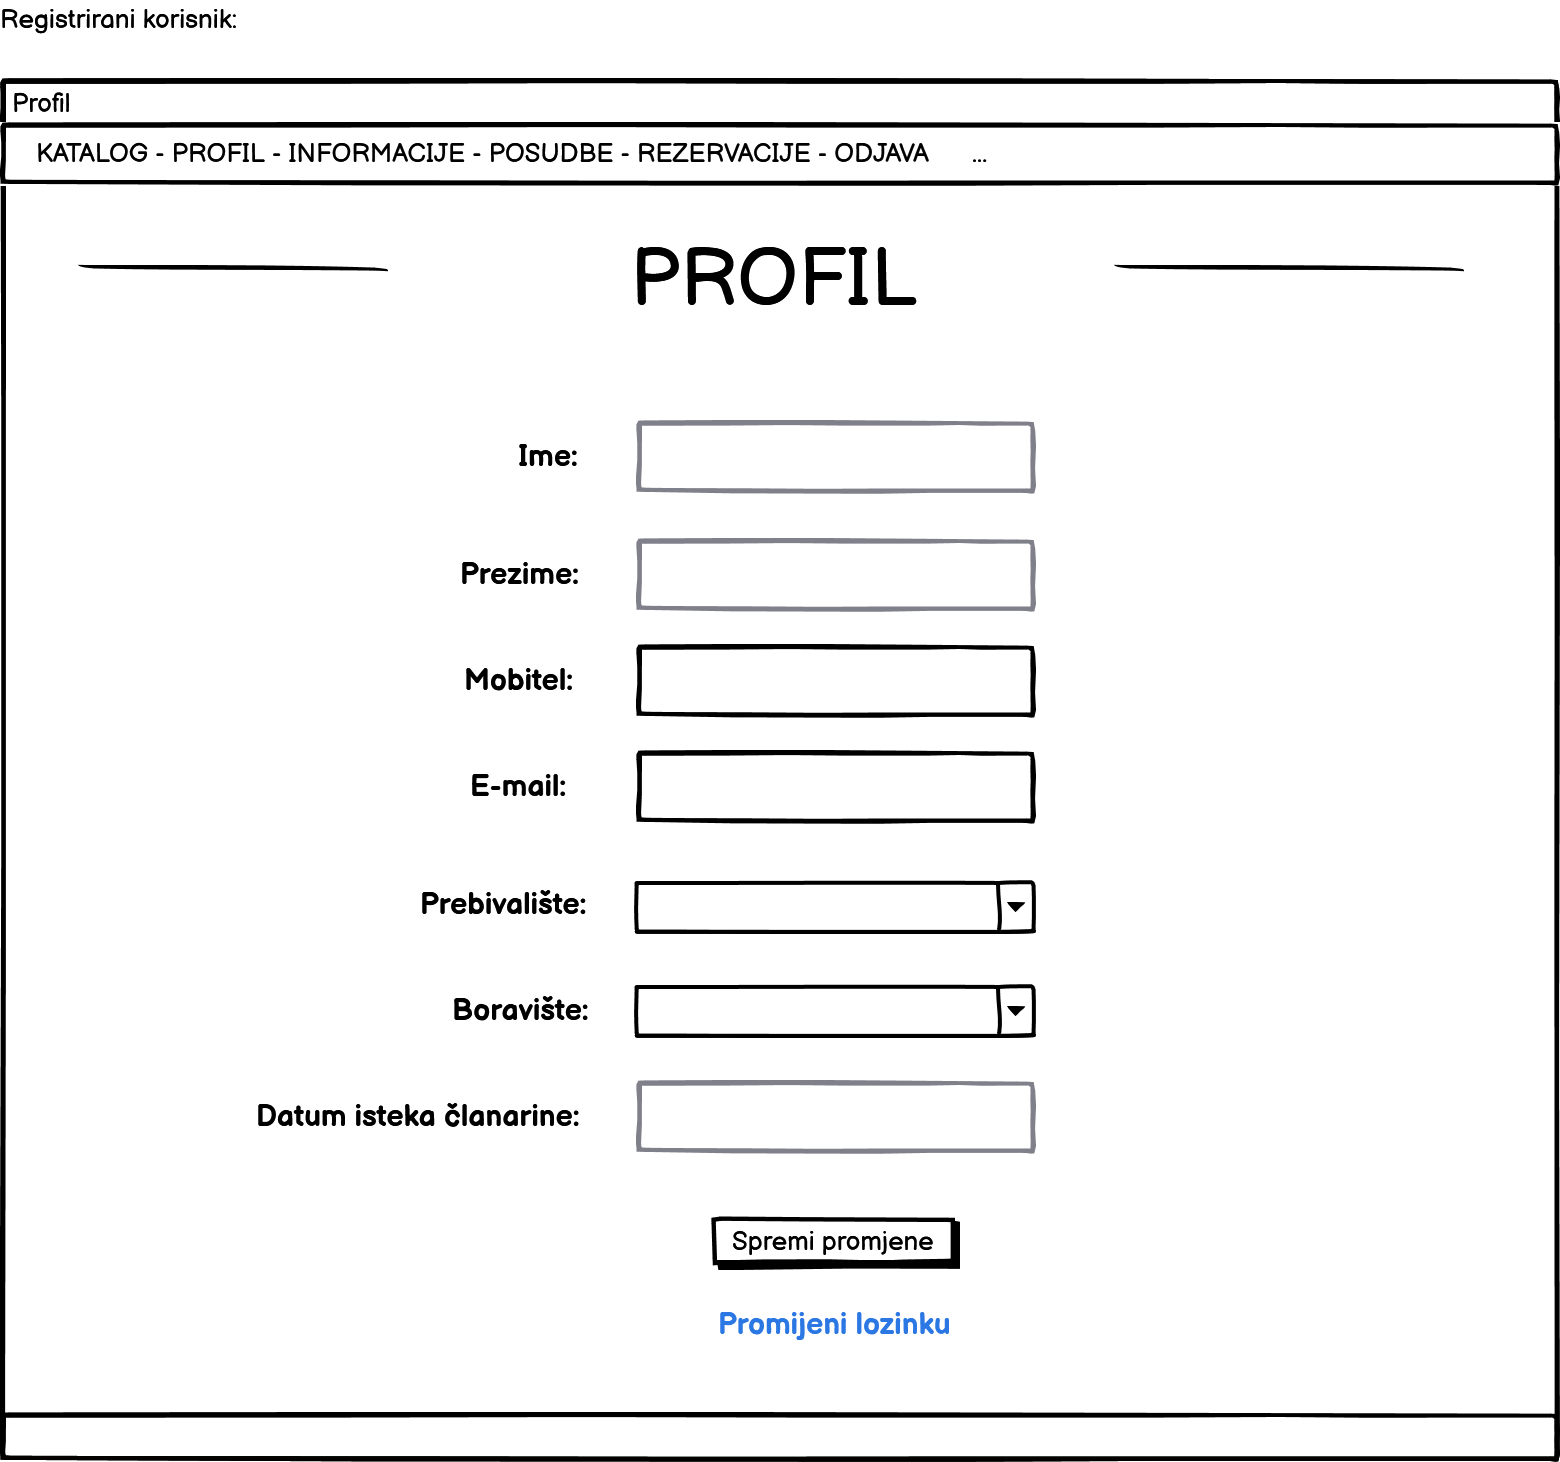 Registrirani korisnik:
Profil
KATALOG - PROFIL - INFORMACIJE - POSUDBE - REZERVACIJE - ODJAVA ...
PROFIL
Ime:
Prezime:
Mobitel:
E-mail:
Prebivalište:
Boravište:
Datum isteka članarine:
Spremi promjene
Promijeni lozinku